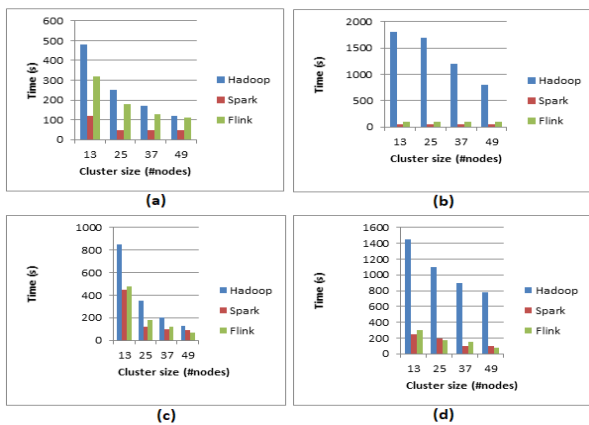 600
500
400
300
200
100
0
Time (s)
13 25 37 49
Cluster size (#nodes)
Hadoop
Spark
Flink
(a)
2000
1500
1000
500
0
Time (s)
13 25 37 49
Cluster size (#nodes)
Hadoop
Spark
Flink
(b)
1000
800
600
400
200
0
Time (s)
13 25 37 49
Cluster size (#nodes)
Hadoop
Spark
Flink
(c)
1600
1400
1200
1000
800
600
400
200
0
Time (s)
13 25 37 49
Cluster size (#nodes)
Hadoop
Spark
Flink
(d)